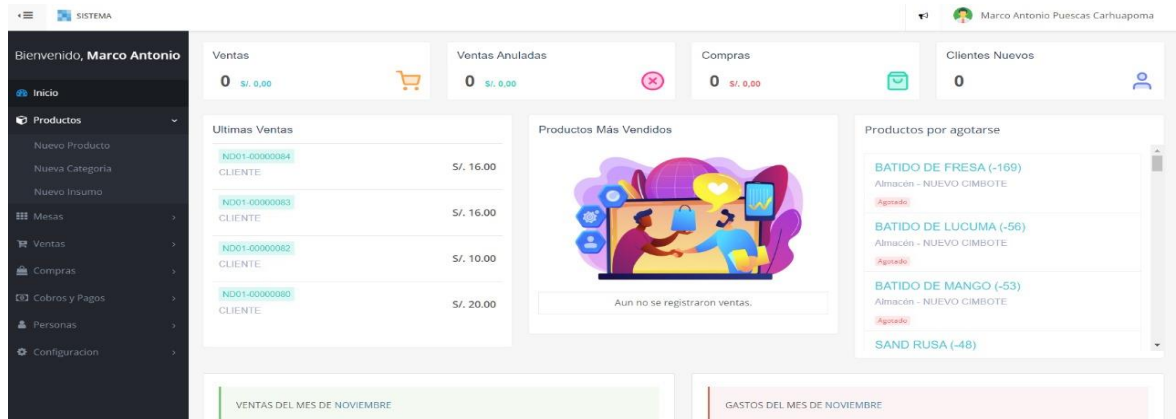 SISTEMA
Marco Antonio Puescas Carhuapoma
Bienvenido, Marco Antonio
Inicio
Productos
Nuevo Producto
Nueva Categoria
Nuevo Insumo
Mesas
Ventas
Compras
Cobros y Pagos
Personas
Configuracion
Ventas
0 S/. 0,00
Ventas Anuladas
0 S/. 0,00
Compras
0 S/. 0,00
Clientes Nuevos
0
Ultimas Ventas
ND01-00000084
CLIENTE
S/. 16.00
ND01-00000083
CLIENTE
S/. 16.00
ND01-00000082
CLIENTE
S/. 10.00
ND01-00000080
CLIENTE
S/. 20.00
Productos Más Vendidos
Aun no se registraron ventas.
Productos por agotarse
BATIDO DE FRESA (-169)
Almacén - NUEVO CIMBOTE
Agotado
BATIDO DE LUCUMA (-56)
Almacén - NUEVO CIMBOTE
Agotado
BATIDO DE MANGO (-53)
Almacén - NUEVO CIMBOTE
Agotado
SAND RUSA (-48)
VENTAS DEL MES DE NOVIEMBRE
GASTOS DEL MES DE NOVIEMBRE